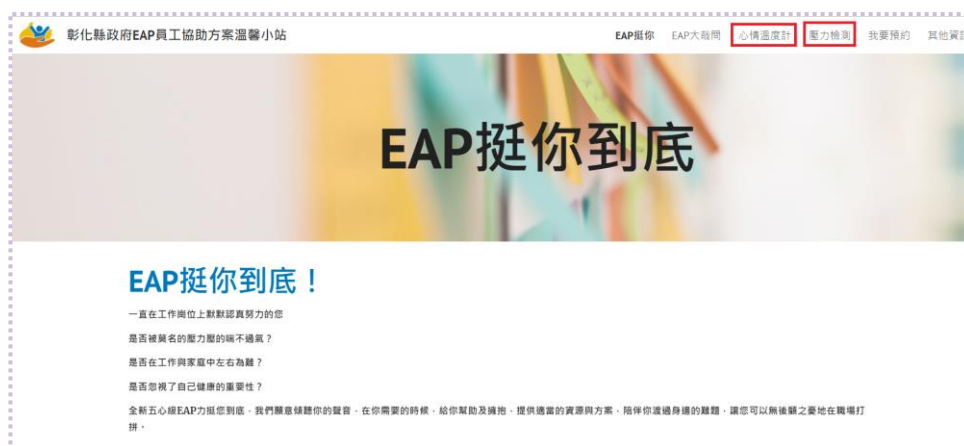 彰化縣政府EAP員工協助方案溫馨小站
EAP挺你 EAP大哉問 心情溫度計 壓力檢測 我要預約 其他資訊
EAP挺你到底
EAP挺你到底！
一直在工作崗位上默默認真努力的您
是否被莫名的壓力壓的喘不過氣？
是否在工作與家庭中左右為難？
是否忽視了自己健康的重要性？
全新五心級EAP力挺您到底，我們願意傾聽你的聲音，在你需要的時候，給你幫助及擁抱，提供適當的資源與方案，陪伴你渡過身邊的難題，讓您可以無後顧之憂地在職場打
拼。